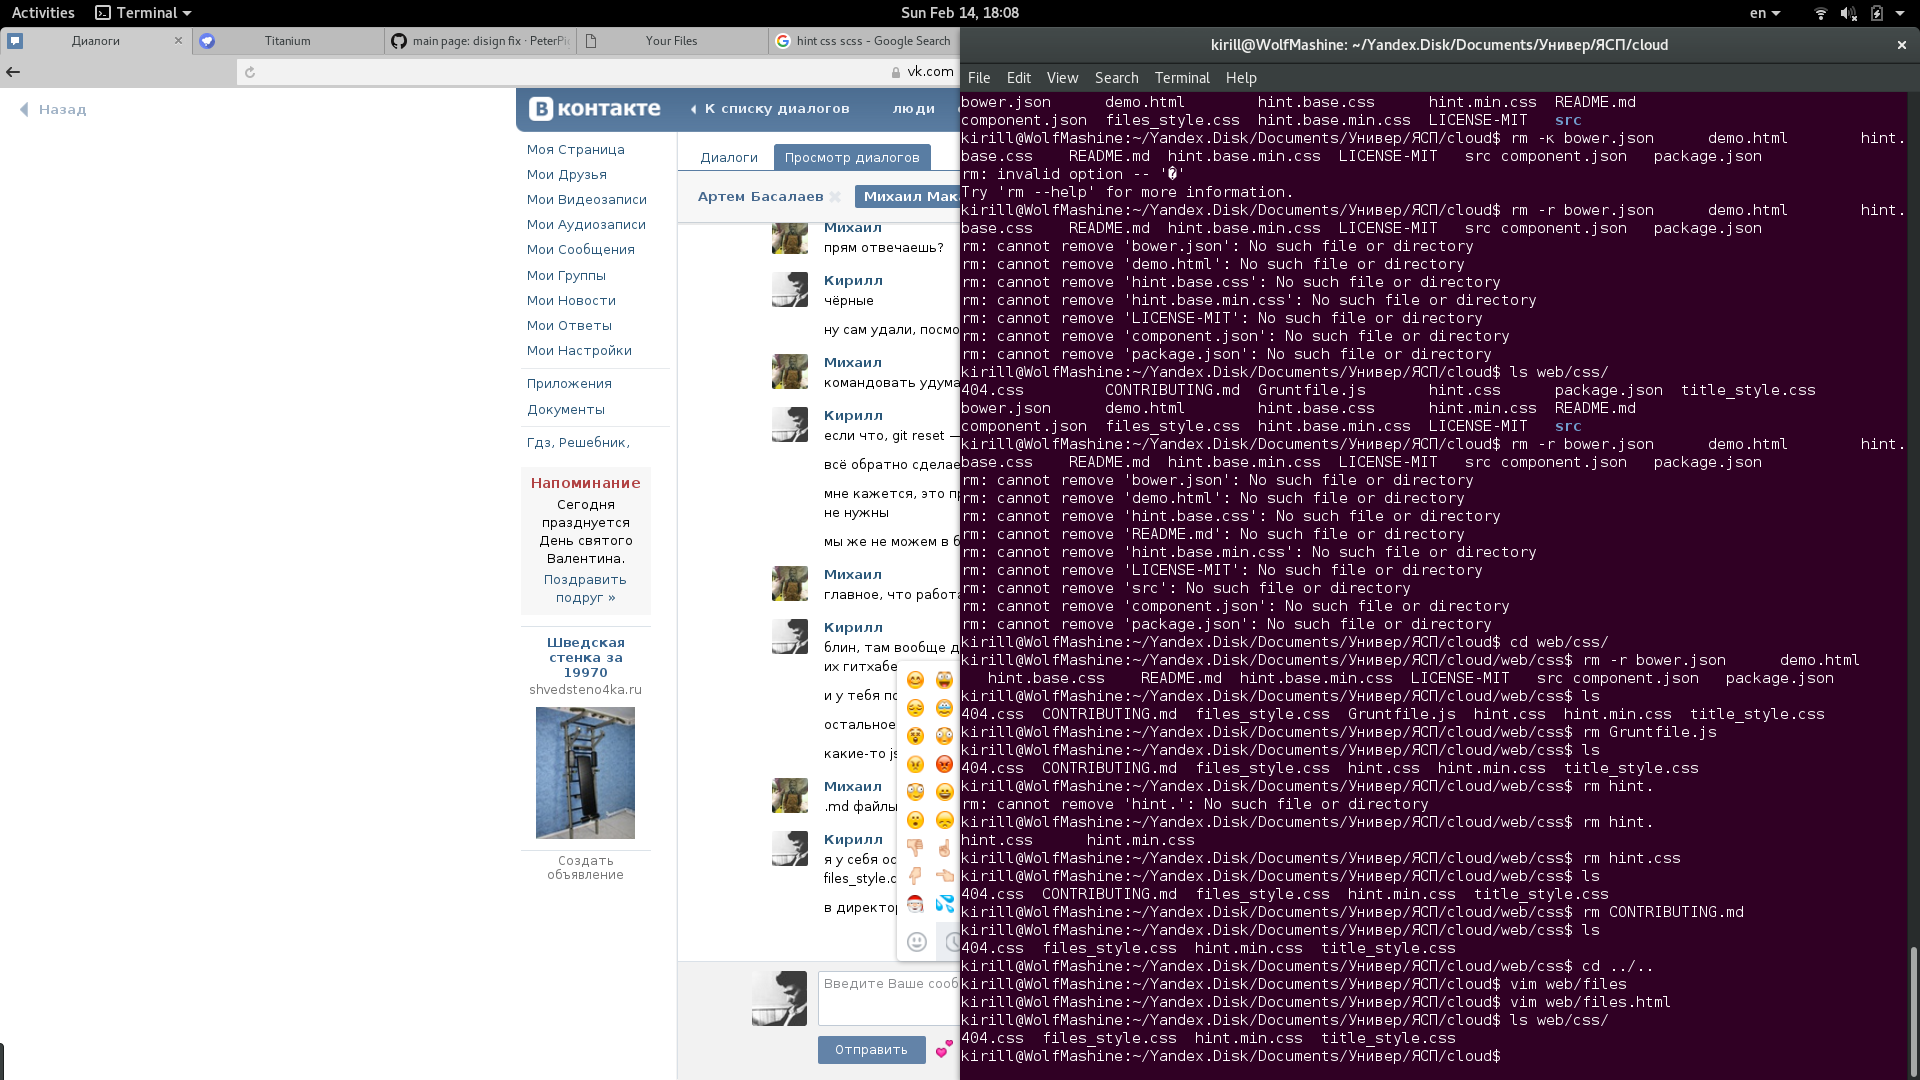 Activities
Terminal
Sun Feb 14, 18:08
en
Диалоги
Titanium
main page: disign fix · PeterPic
Your Files
hint css scss - Google Search
vk.com
Назад
В контакте
К списку диалогов
люди
Моя Страница
Мои Друзья
Мои Видеозаписи
Мои Аудиозаписи
Мои Сообщения
Мои Группы
Мои Новости
Мои Ответы
Мои Настройки
Приложения
Документы
Гдз, Решебник,
Напоминание
Сегодня
празднуется
День святого
Валентина.
Поздравить
подруг »
Шведская
стенка за
19970
shvedsteno4ka.ru
Создать
объявление
Диалоги
Просмотр диалогов
Артем Басалаев
Михаил Мак
Михаил
прям отвечаешь?
Кирилл
чёрные
ну сам удали, посмо
Михаил
командовать удума
Кирилл
если что, git reset —
всё обратно сделае
мне кажется, это пр
не нужны
мы же не можем в б
Михаил
главное, что работа
Кирилл
блин, там вообще д
их гитхабе
и у тебя по
остальное
какие-то js
Михаил
.md файлы
Кирилл
я у себя ос
files_style.c
в директор
Введите Ваше сооб
Отправить
kirill@WolfMashine: ~/Yandex.Disk/Documents/Универ/ЯСП/cloud
File Edit View Search Terminal Help
bower.json demo.html hint.base.css hint.min.css README.md
component.json files_style.css hint.base.min.css LICENSE-MIT src
kirill@WolfMashine:~/Yandex.Disk/Documents/Универ/ЯСП/cloud$ rm -к bower.json demo.html hint.
base.css README.md hint.base.min.css LICENSE-MIT src component.json package.json
rm: invalid option -- '�'
Try 'rm --help' for more information.
kirill@WolfMashine:~/Yandex.Disk/Documents/Универ/ЯСП/cloud$ rm -r bower.json demo.html hint.
base.css README.md hint.base.min.css LICENSE-MIT src component.json package.json
rm: cannot remove 'bower.json': No such file or directory
rm: cannot remove 'demo.html': No such file or directory
rm: cannot remove 'hint.base.css': No such file or directory
rm: cannot remove 'hint.base.min.css': No such file or directory
rm: cannot remove 'LICENSE-MIT': No such file or directory
rm: cannot remove 'component.json': No such file or directory
rm: cannot remove 'package.json': No such file or directory
kirill@WolfMashine:~/Yandex.Disk/Documents/Универ/ЯСП/cloud$ ls web/css/
404.css CONTRIBUTING.md Gruntfile.js hint.css package.json title_style.css
bower.json demo.html hint.base.css hint.min.css README.md
component.json files_style.css hint.base.min.css LICENSE-MIT src
kirill@WolfMashine:~/Yandex.Disk/Documents/Универ/ЯСП/cloud$ rm -r bower.json demo.html hint.
base.css README.md hint.base.min.css LICENSE-MIT src component.json package.json
rm: cannot remove 'bower.json': No such file or directory
rm: cannot remove 'demo.html': No such file or directory
rm: cannot remove 'hint.base.css': No such file or directory
rm: cannot remove 'README.md': No such file or directory
rm: cannot remove 'hint.base.min.css': No such file or directory
rm: cannot remove 'LICENSE-MIT': No such file or directory
rm: cannot remove 'src': No such file or directory
rm: cannot remove 'component.json': No such file or directory
rm: cannot remove 'package.json': No such file or directory
kirill@WolfMashine:~/Yandex.Disk/Documents/Универ/ЯСП/cloud$ cd web/css/
kirill@WolfMashine:~/Yandex.Disk/Documents/Универ/ЯСП/cloud/web/css$ rm -r bower.json demo.html
hint.base.css README.md hint.base.min.css LICENSE-MIT src component.json package.json
kirill@WolfMashine:~/Yandex.Disk/Documents/Универ/ЯСП/cloud/web/css$ ls
404.css CONTRIBUTING.md files_style.css Gruntfile.js hint.css hint.min.css title_style.css
kirill@WolfMashine:~/Yandex.Disk/Documents/Универ/ЯСП/cloud/web/css$ rm Gruntfile.js
kirill@WolfMashine:~/Yandex.Disk/Documents/Универ/ЯСП/cloud/web/css$ ls
404.css CONTRIBUTING.md files_style.css hint.css hint.min.css title_style.css
kirill@WolfMashine:~/Yandex.Disk/Documents/Универ/ЯСП/cloud/web/css$ rm hint.
rm: cannot remove 'hint.': No such file or directory
kirill@WolfMashine:~/Yandex.Disk/Documents/Универ/ЯСП/cloud/web/css$ rm hint.
hint.css hint.min.css
kirill@WolfMashine:~/Yandex.Disk/Documents/Универ/ЯСП/cloud/web/css$ rm hint.css
kirill@WolfMashine:~/Yandex.Disk/Documents/Универ/ЯСП/cloud/web/css$ ls
404.css CONTRIBUTING.md files_style.css hint.min.css title_style.css
kirill@WolfMashine:~/Yandex.Disk/Documents/Универ/ЯСП/cloud/web/css$ rm CONTRIBUTING.md
kirill@WolfMashine:~/Yandex.Disk/Documents/Универ/ЯСП/cloud/web/css$ ls
404.css files_style.css hint.min.css title_style.css
kirill@WolfMashine:~/Yandex.Disk/Documents/Универ/ЯСП/cloud/web/css$ cd ../..
kirill@WolfMashine:~/Yandex.Disk/Documents/Универ/ЯСП/cloud$ vim web/files
kirill@WolfMashine:~/Yandex.Disk/Documents/Универ/ЯСП/cloud$ vim web/files.html
kirill@WolfMashine:~/Yandex.Disk/Documents/Универ/ЯСП/cloud$ ls web/css/
404.css files_style.css hint.min.css title_style.css
kirill@WolfMashine:~/Yandex.Disk/Documents/Универ/ЯСП/cloud$